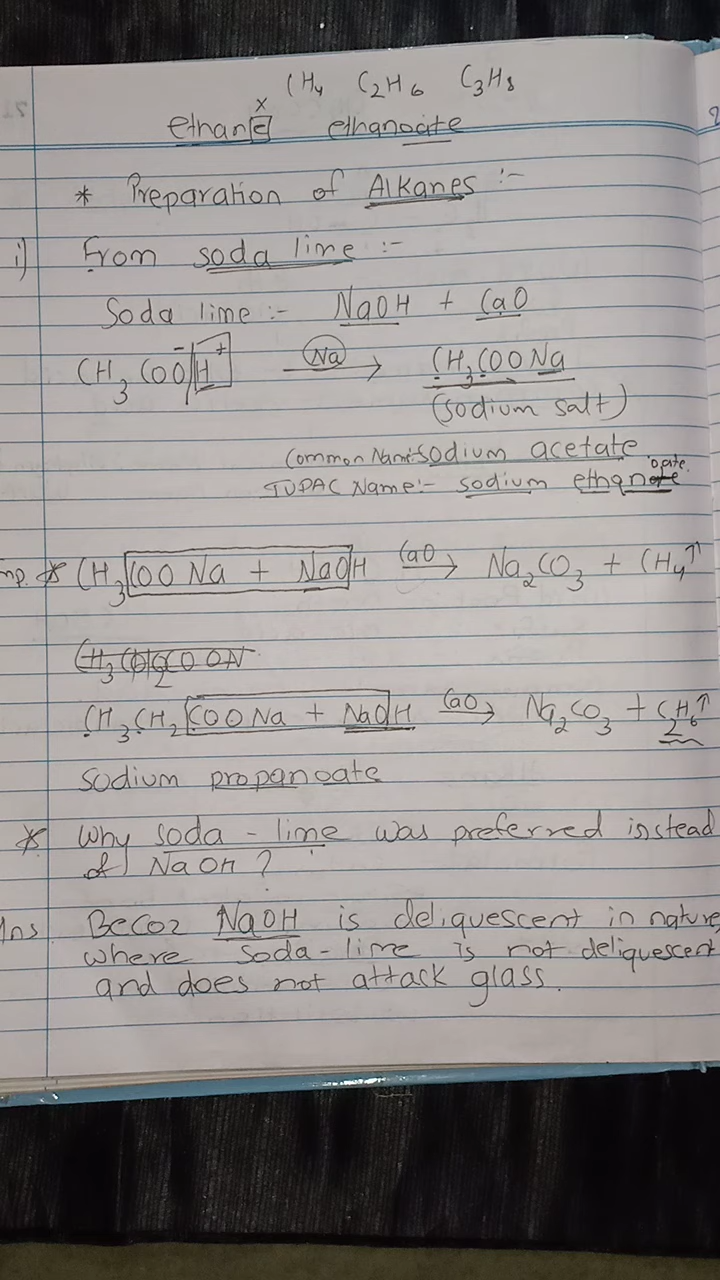 CH4 C2H6 C3H8
x
ethane ethanoate
* Preparation of Alkanes :-
i) From soda lime :-
Soda lime :- NaOH + CaO
CH3COO⁻ H⁺ Na → CH3COONa
(sodium salt)
Common Name:- sodium acetate
IUPAC Name:- sodium ethanoate
Imp. * CH3COONa + NaOH CaO → Na2CO3 + CH4↑
CH3CH2COON
CH3CH2COONa + NaOH CaO → Na2CO3 + C2H6↑
sodium propanoate
* Why soda-lime was preferred instead
of NaOH ?
Ans Becoz NaOH is deliquescent in nature,
where soda-lime is not deliquescent
and does not attack glass.